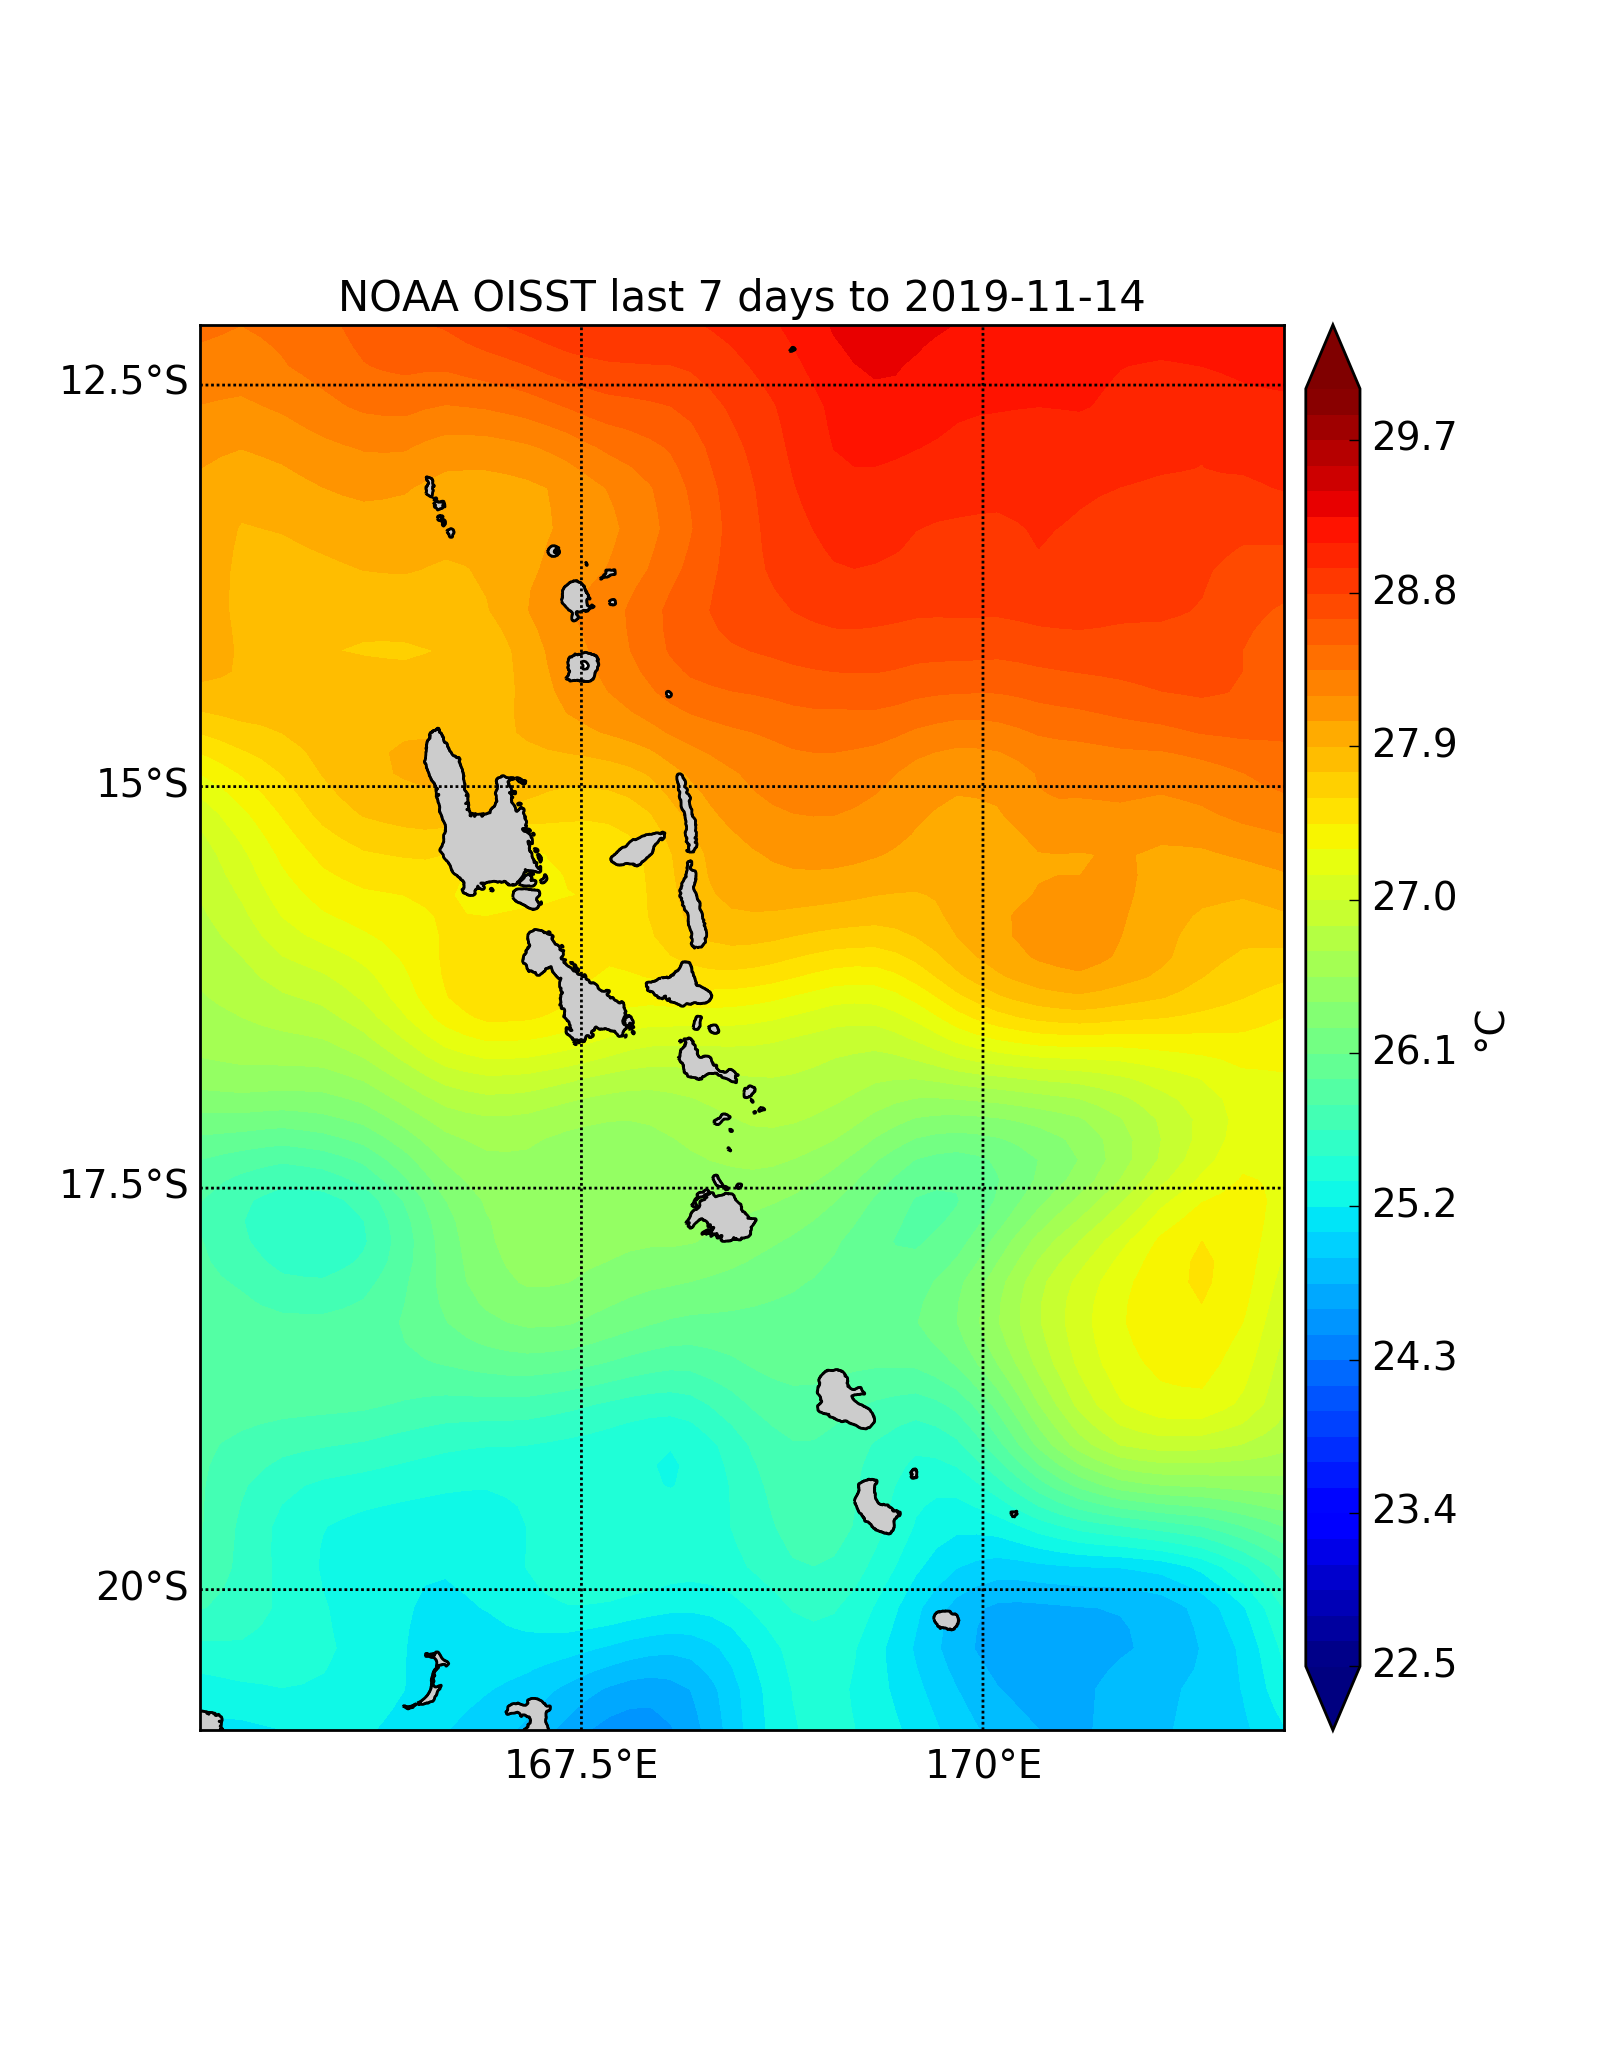 NOAA OISST last 7 days to 2019-11-14
12.5°S
15°S
17.5°S
20°S
167.5°E
170°E
29.7
28.8
27.9
27.0
26.1
25.2
24.3
23.4
22.5
°C